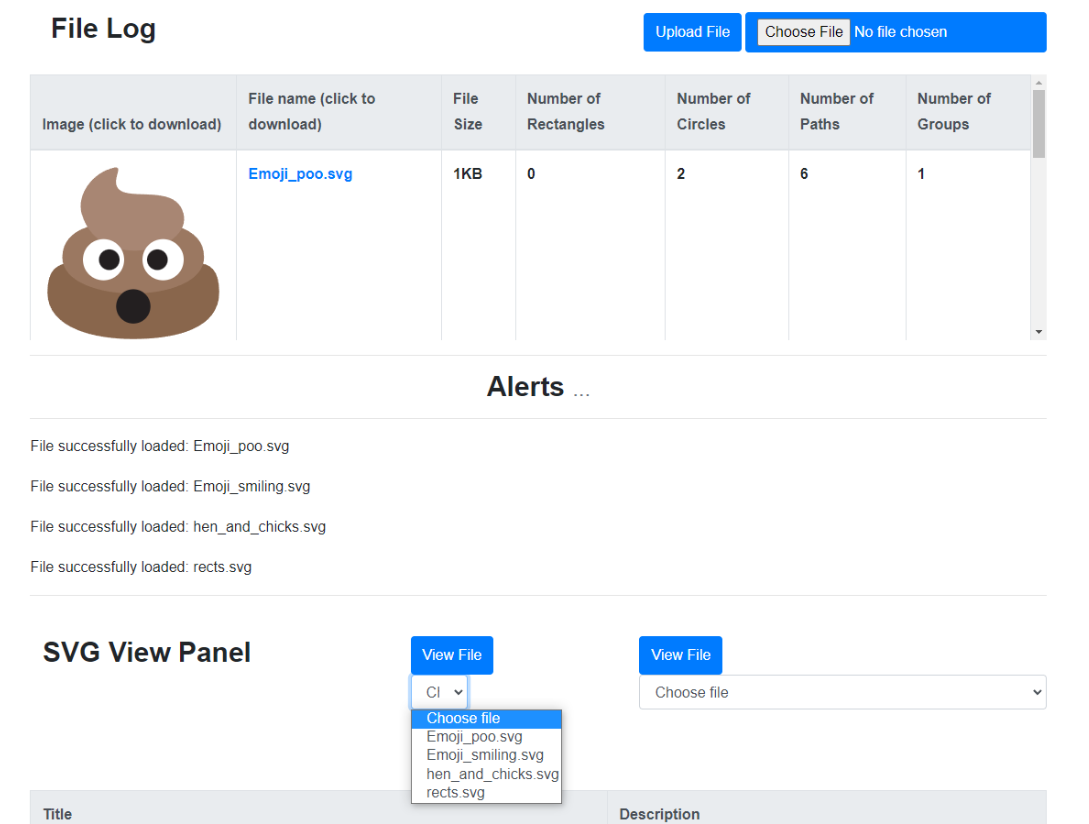 File Log
Upload File
Choose File No file chosen
Image (click to download)
File name (click to
download)
File
Size
Number of
Rectangles
Number of
Circles
Number of
Paths
Number of
Groups
Emoji_poo.svg
1KB
0
2
6
1
Alerts ...
File successfully loaded: Emoji_poo.svg
File successfully loaded: Emoji_smiling.svg
File successfully loaded: hen_and_chicks.svg
File successfully loaded: rects.svg
SVG View Panel
View File
View File
Cl
Choose file
Choose file
Emoji_poo.svg
Emoji_smiling.svg
hen_and_chicks.svg
rects.svg
Title
Description